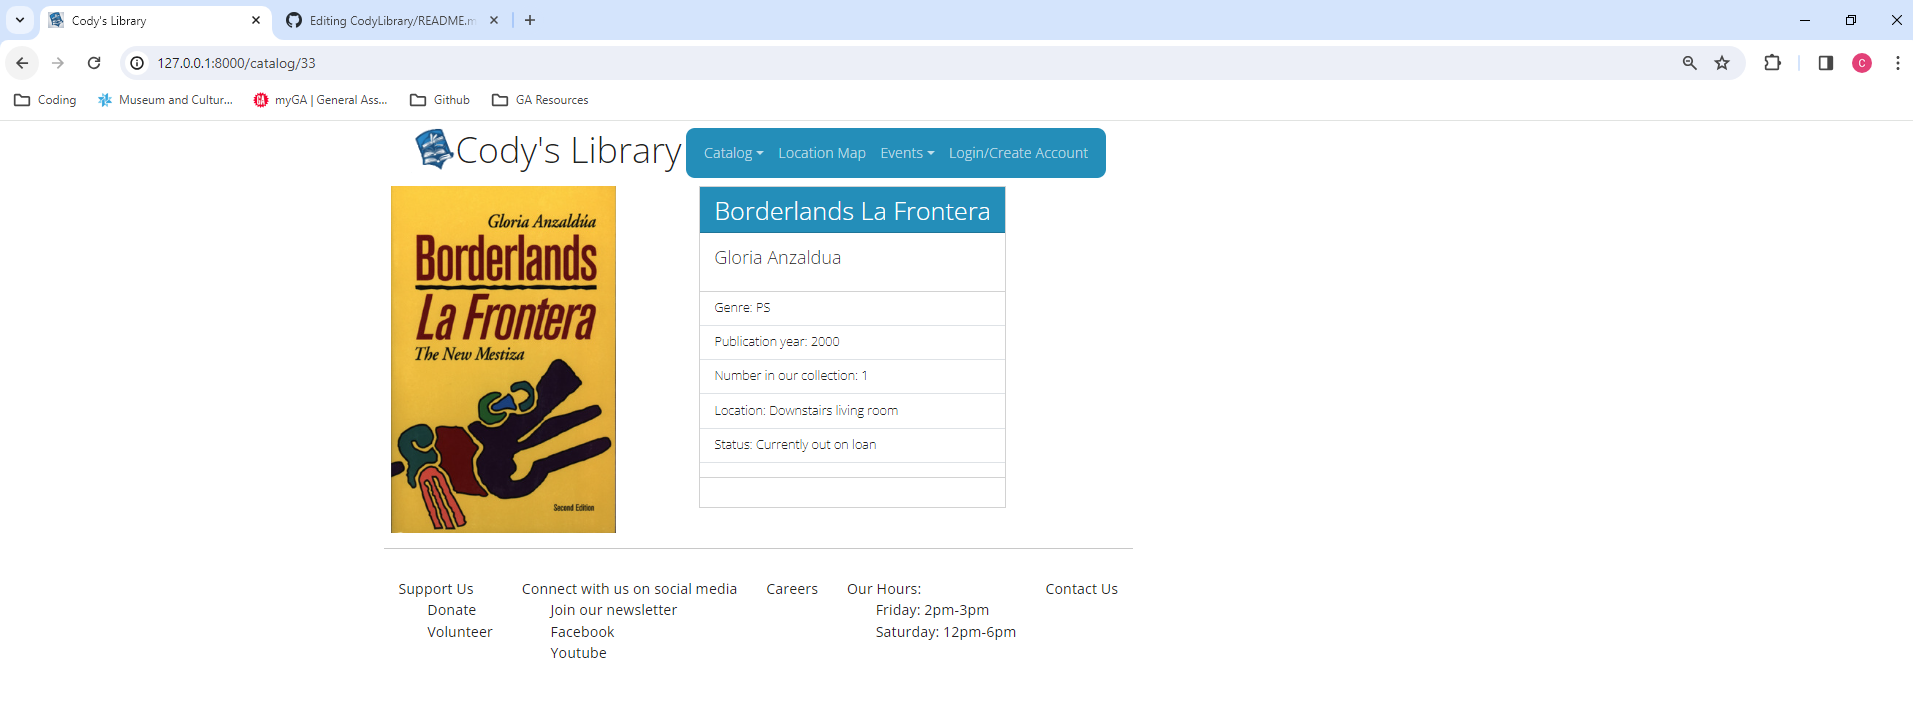 Cody's Library
Editing CodyLibrary/README.m
127.0.0.1:8000/catalog/33
C
Coding
Museum and Cultur...
GA
myGA | General Ass...
Github
GA Resources
Cody's Library
Catalog
Location Map
Events
Login/Create Account
Gloria Anzaldúa
Borderlands
La Frontera
The New Mestiza
Second Edition
Borderlands La Frontera
Gloria Anzaldua
Genre: PS
Publication year: 2000
Number in our collection: 1
Location: Downstairs living room
Status: Currently out on loan
Support Us
Donate
Volunteer
Connect with us on social media
Join our newsletter
Facebook
Youtube
Careers
Our Hours:
Friday: 2pm-3pm
Saturday: 12pm-6pm
Contact Us